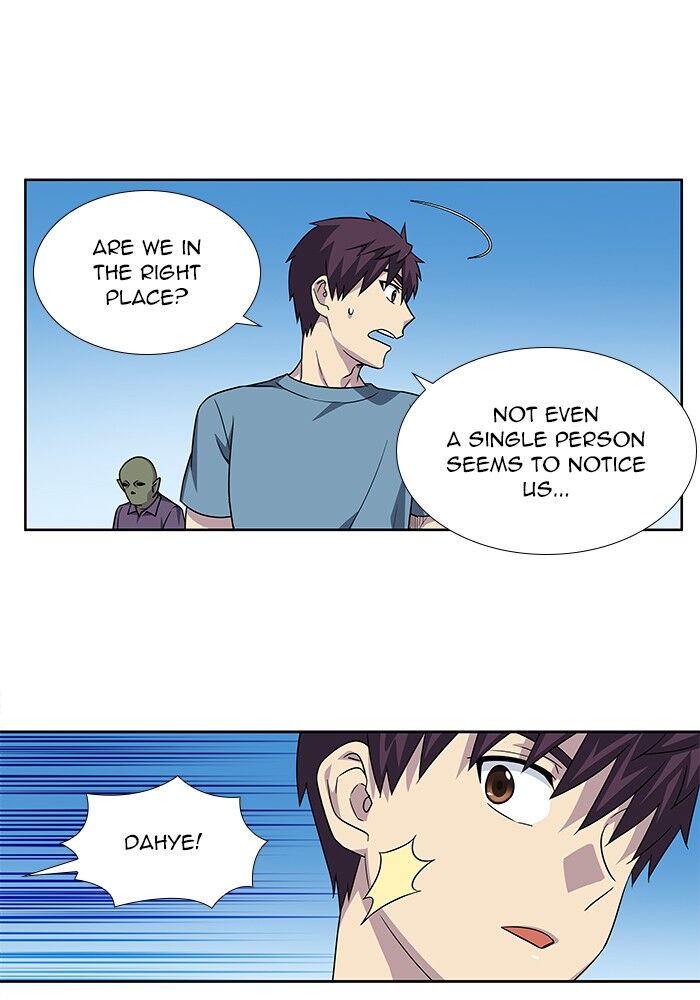 ARE WE IN
THE RIGHT
PLACE?
NOT EVEN
A SINGLE PERSON
SEEMS TO NOTICE
US...
DAHYE!